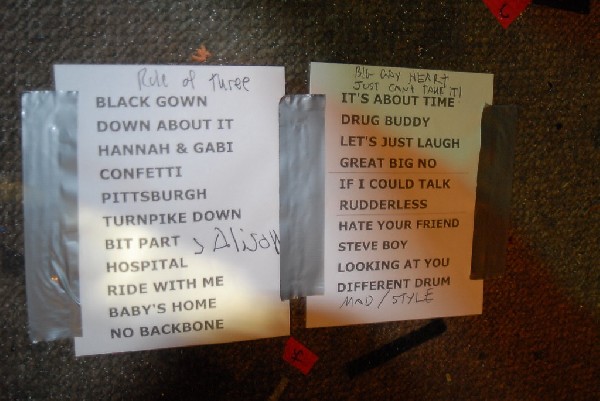 Rule of Three
BLACK GOWN
DOWN ABOUT IT
HANNAH & GABI
CONFETTI
PITTSBURGH
TURNPIKE DOWN
BIT PART > Alison
HOSPITAL
RIDE WITH ME
BABY'S HOME
NO BACKBONE
BIG GAY HEART
JUST CAN'T TAKE IT!
IT'S ABOUT TIME
DRUG BUDDY
LET'S JUST LAUGH
GREAT BIG NO
IF I COULD TALK
RUDDERLESS
HATE YOUR FRIEND
STEVE BOY
LOOKING AT YOU
DIFFERENT DRUM
MAD / STYLE